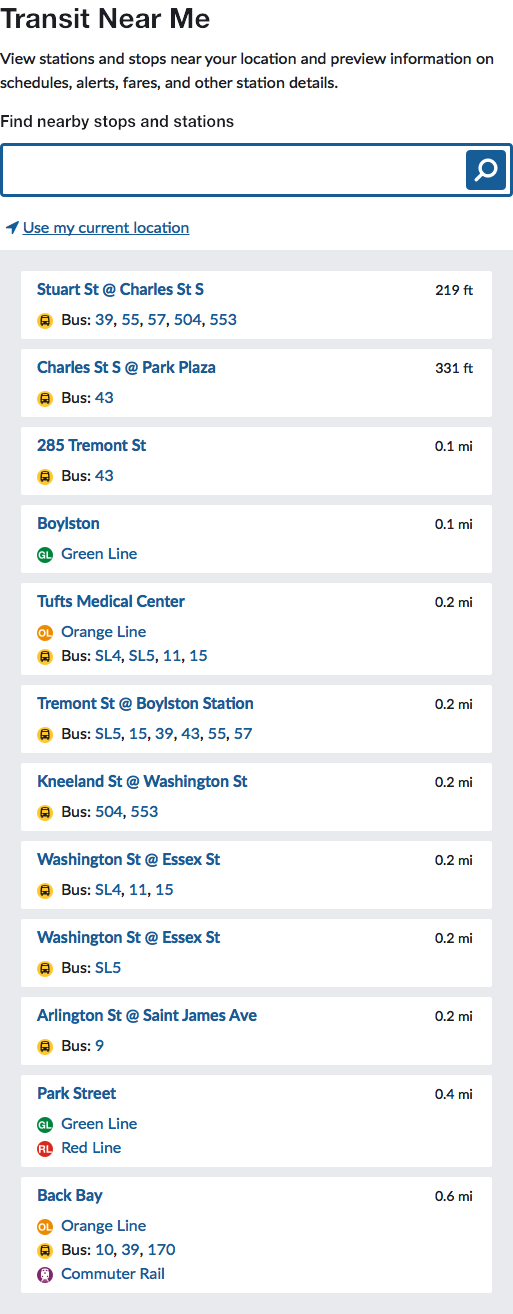 Transit Near Me
View stations and stops near your location and preview information on
schedules, alerts, fares, and other station details.
Find nearby stops and stations
Use my current location
Stuart St @ Charles St S 219 ft
Bus: 39, 55, 57, 504, 553
Charles St S @ Park Plaza 331 ft
Bus: 43
285 Tremont St 0.1 mi
Bus: 43
Boylston 0.1 mi
GL Green Line
Tufts Medical Center 0.2 mi
OL Orange Line
Bus: SL4, SL5, 11, 15
Tremont St @ Boylston Station 0.2 mi
Bus: SL5, 15, 39, 43, 55, 57
Kneeland St @ Washington St 0.2 mi
Bus: 504, 553
Washington St @ Essex St 0.2 mi
Bus: SL4, 11, 15
Washington St @ Essex St 0.2 mi
Bus: SL5
Arlington St @ Saint James Ave 0.2 mi
Bus: 9
Park Street 0.4 mi
GL Green Line
RL Red Line
Back Bay 0.6 mi
OL Orange Line
Bus: 10, 39, 170
Commuter Rail